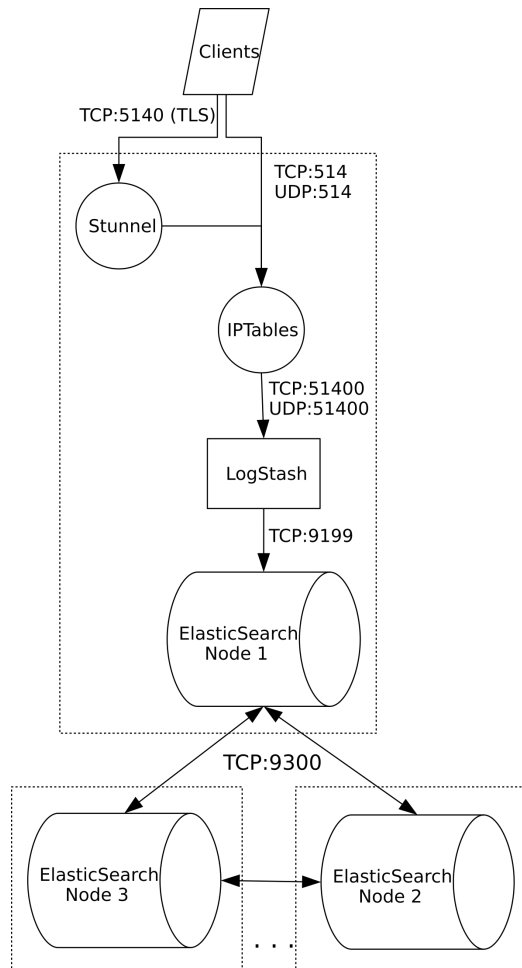 Clients
TCP:5140 (TLS)
TCP:514
UDP:514
Stunnel
IPTables
TCP:51400
UDP:51400
LogStash
TCP:9199
ElasticSearch
Node 1
TCP:9300
ElasticSearch
Node 3
ElasticSearch
Node 2
. . .